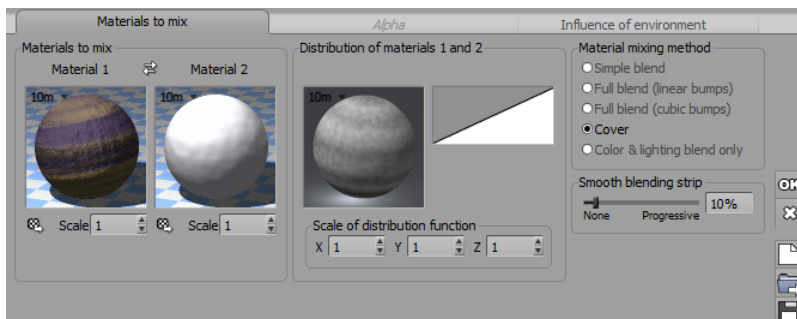 Materials to mix
Alpha
Influence of environment
Materials to mix
Material 1
Material 2
10m
10m
Scale 1
Scale 1
Distribution of materials 1 and 2
10m
Scale of distribution function
X 1 Y 1 Z 1
Material mixing method
Simple blend
Full blend (linear bumps)
Full blend (cubic bumps)
Cover
Color & lighting blend only
Smooth blending strip
10%
None Progressive
OK